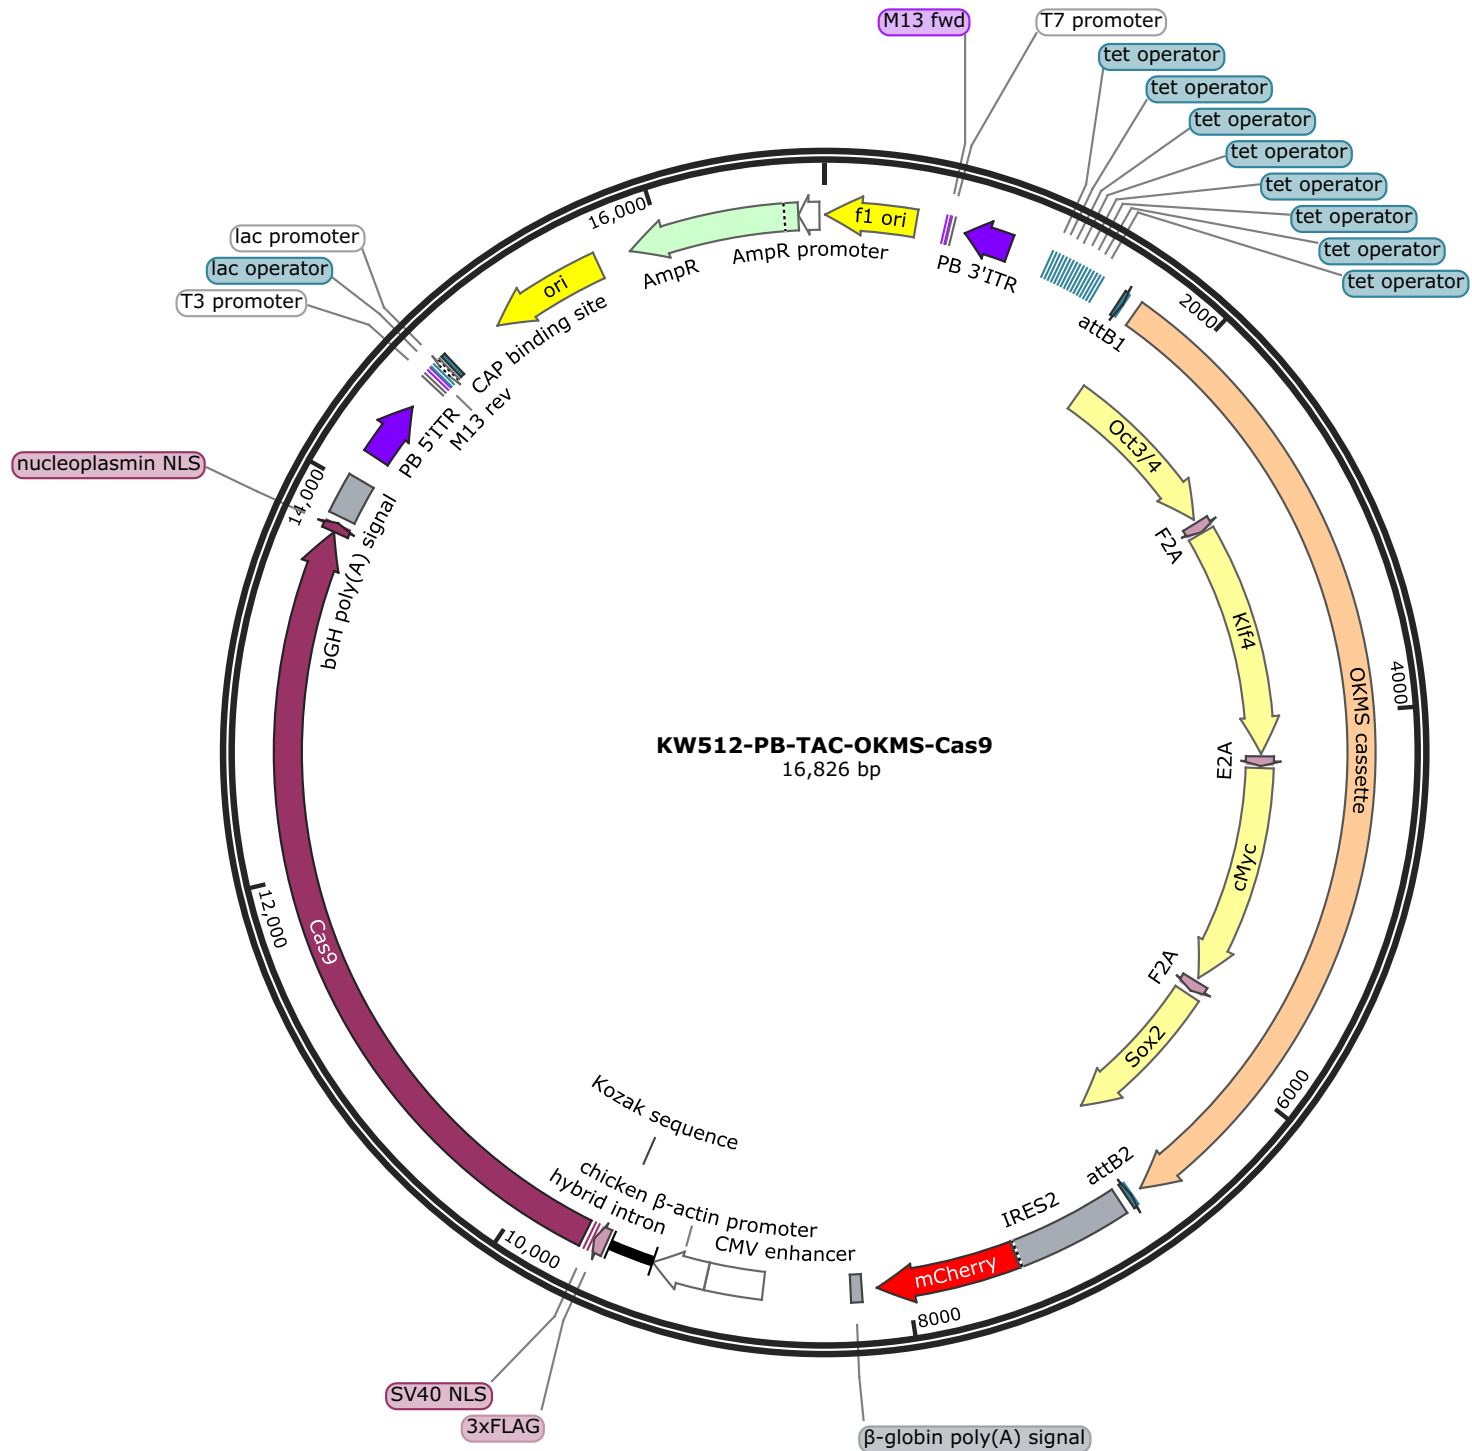 M13 fwd
T7 promoter
tet operator
tet operator
tet operator
tet operator
tet operator
tet operator
tet operator
tet operator
f1 ori
PB 3'ITR
attB1
2000
OKMS cassette
Oct3/4
F2A
Klf4
4000
E2A
cMyc
F2A
Sox2
6000
attB2
IRES2
mCherry
8000
β-globin poly(A) signal
CMV enhancer
chicken β-actin promoter
hybrid intron
Kozak sequence
3xFLAG
SV40 NLS
10,000
Cas9
12,000
nucleoplasmin NLS
14,000
bGH poly(A) signal
PB 5'ITR
M13 rev
T3 promoter
lac operator
lac promoter
CAP binding site
ori
16,000
AmpR
AmpR promoter
KW512-PB-TAC-OKMS-Cas9
16,826 bp